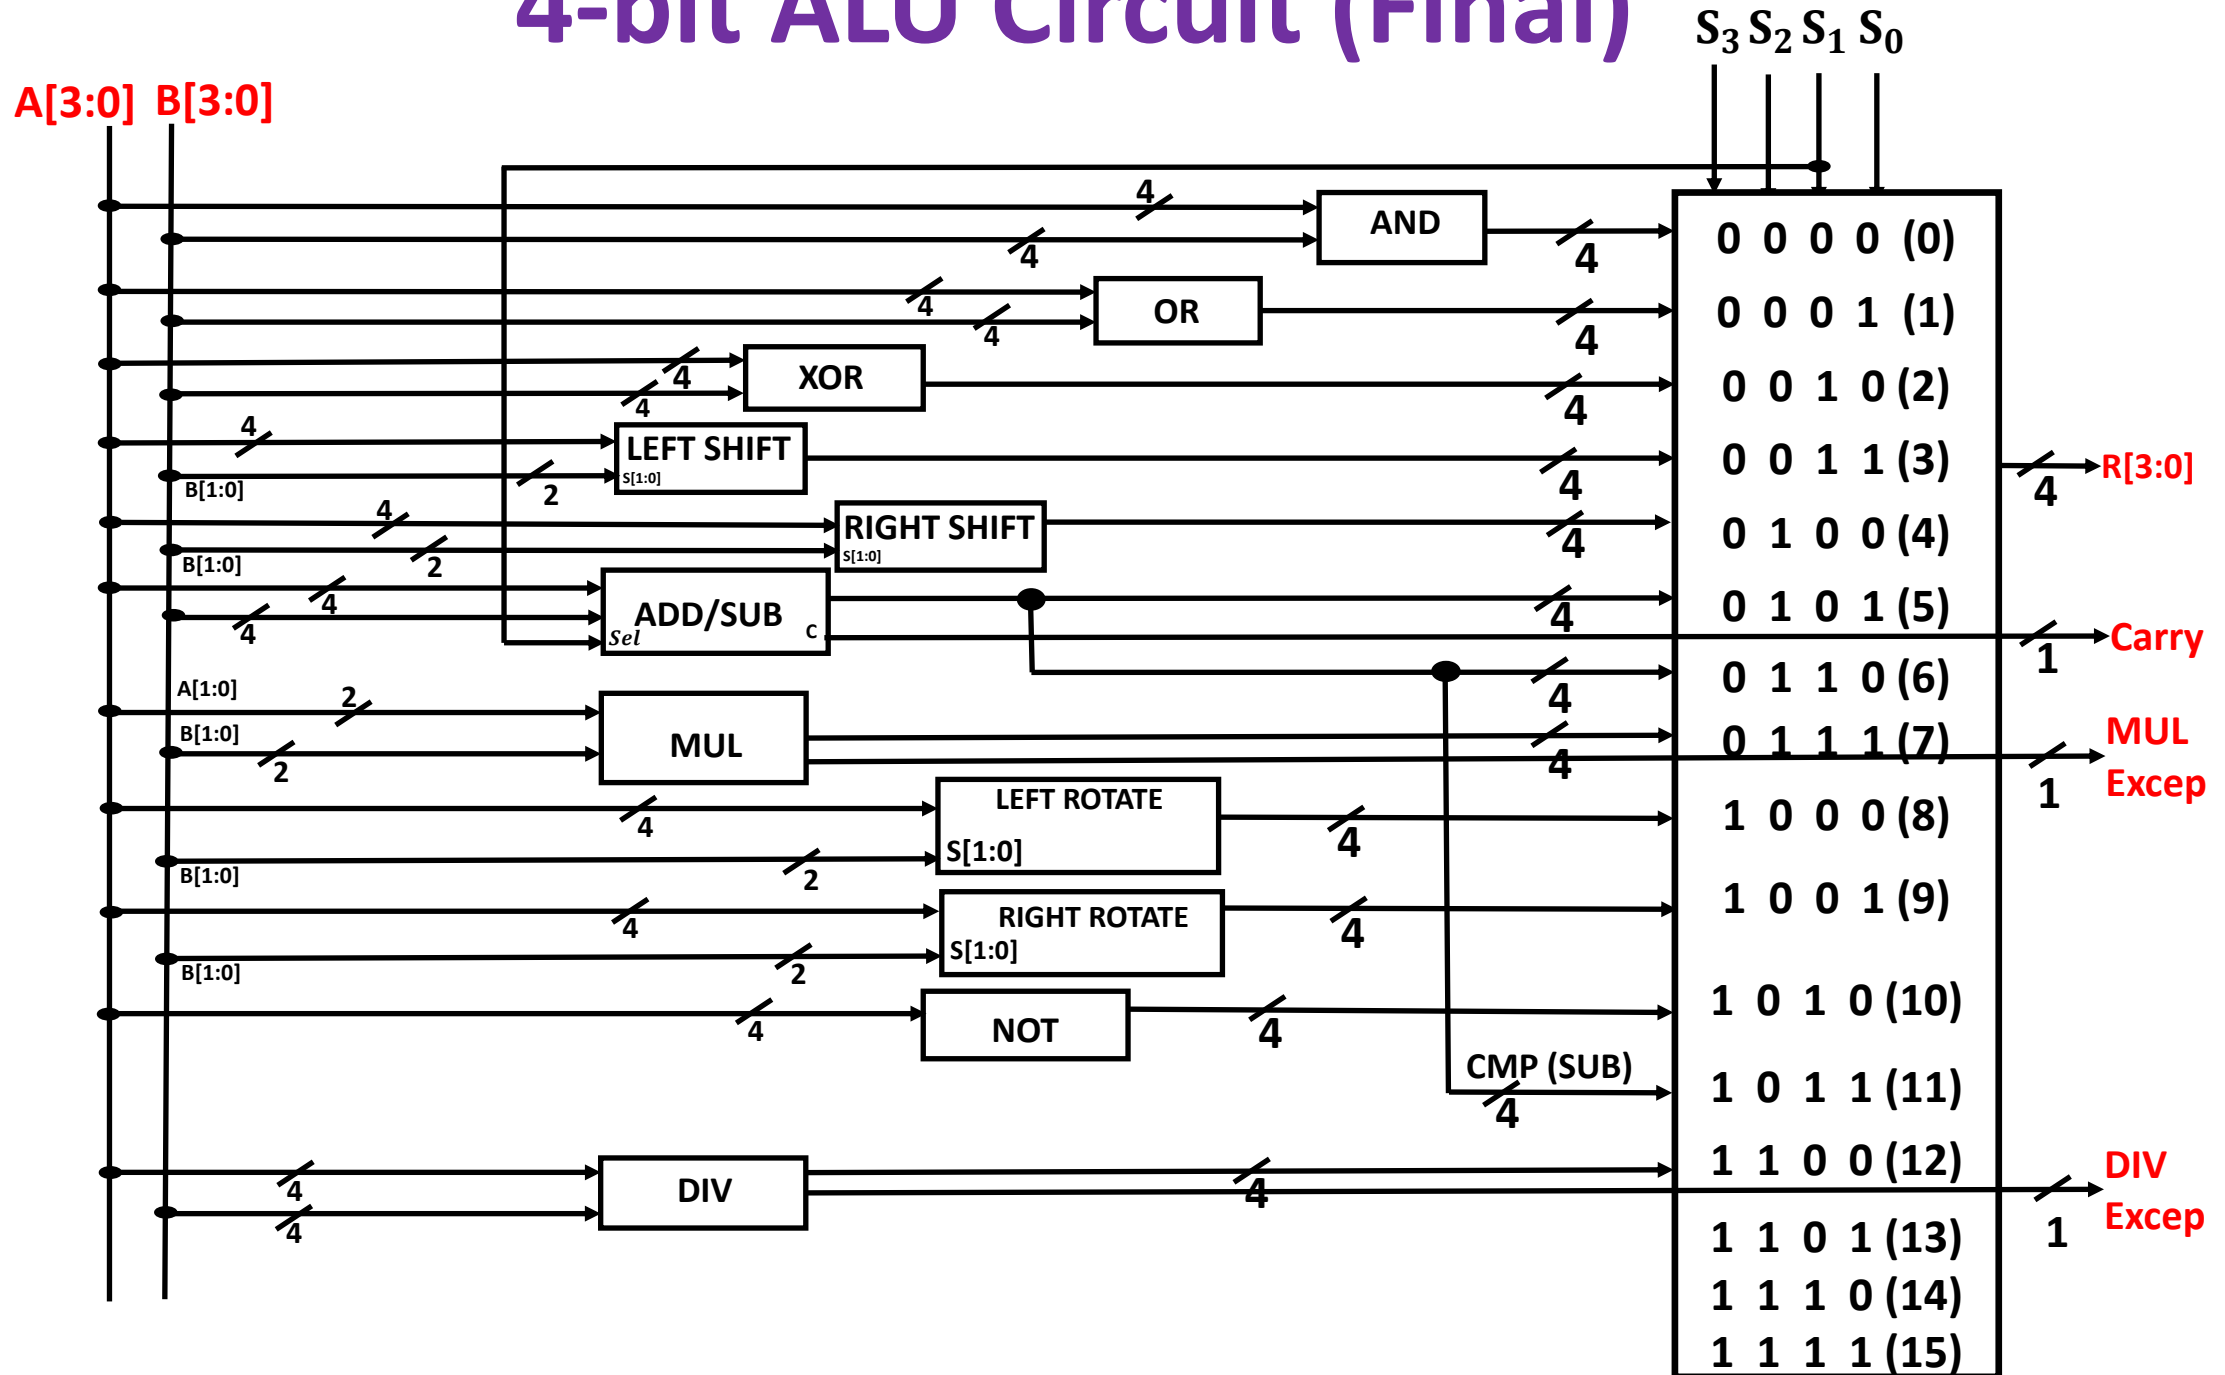 4-bit ALU Circuit (Final)
S3 S2 S1 S0
A[3:0] B[3:0]
4
4
AND
4
0 0 0 0 (0)
4
4
OR
4
0 0 0 1 (1)
4
4
XOR
4
0 0 1 0 (2)
4
B[1:0]
2
LEFT SHIFT
S[1:0]
4
0 0 1 1 (3)
4
R[3:0]
4
B[1:0]
2
RIGHT SHIFT
S[1:0]
4
0 1 0 0 (4)
4
4
ADD/SUB
Sel
C
4
0 1 0 1 (5)
1
Carry
4
0 1 1 0 (6)
A[1:0]
2
B[1:0]
2
MUL
4
0 1 1 1 (7)
1
MUL
Excep
4
B[1:0]
2
LEFT ROTATE
S[1:0]
4
1 0 0 0 (8)
4
B[1:0]
2
RIGHT ROTATE
S[1:0]
4
1 0 0 1 (9)
4
NOT
4
1 0 1 0 (10)
CMP (SUB)
4
1 0 1 1 (11)
4
4
DIV
4
1 1 0 0 (12)
1
DIV
Excep
1 1 0 1 (13)
1 1 1 0 (14)
1 1 1 1 (15)